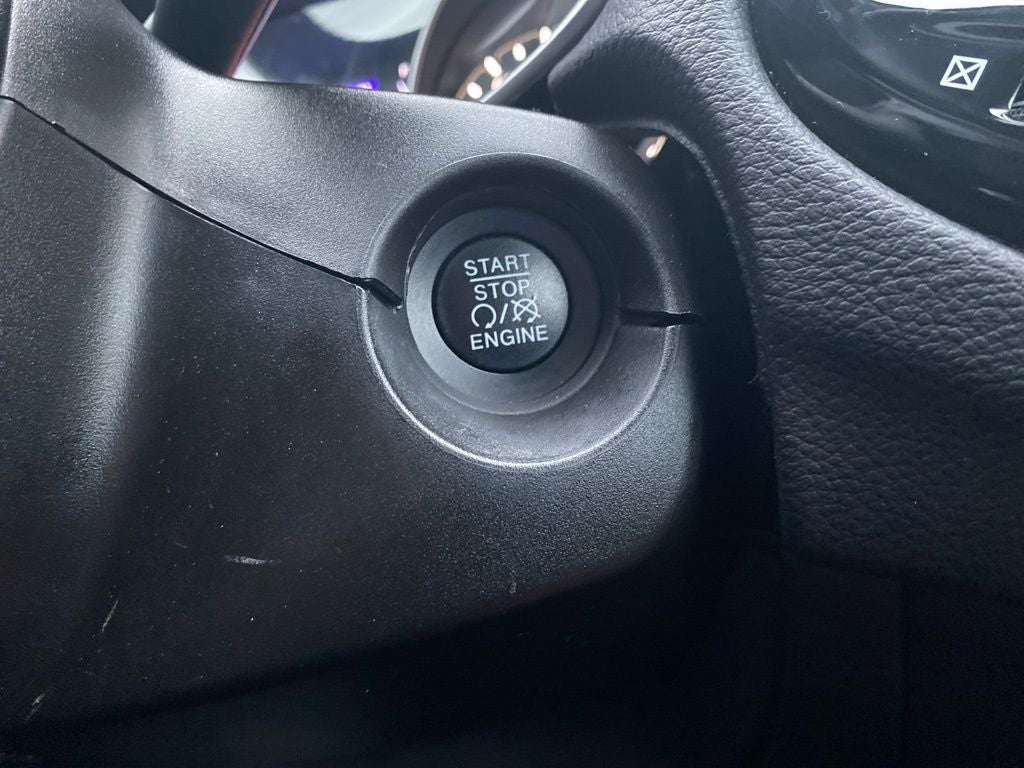 START
STOP
/
ENGINE